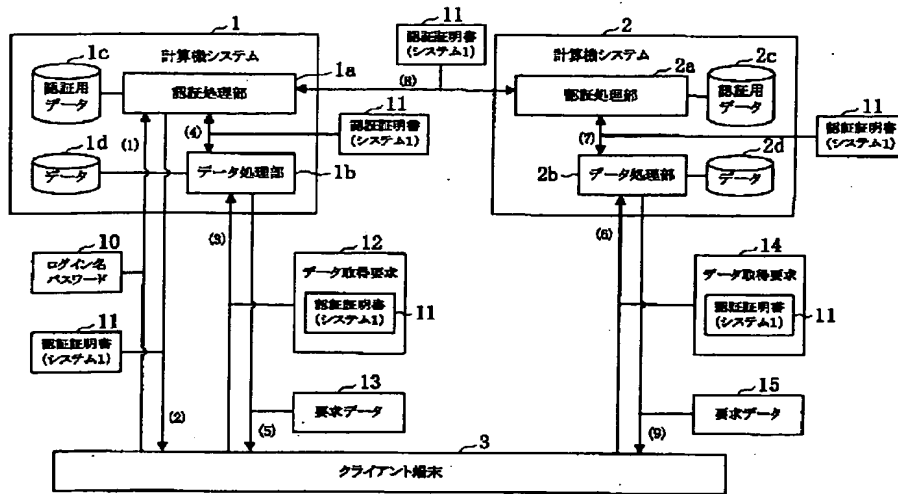 1
計算機システム
1c
認証用
データ
1a
認証処理部
(1)
(4)
11
認証証明書
(システム1)
1d
データ
データ処理部
1b
11
認証証明書
(システム1)
(8)
2
計算機システム
2a
認証処理部
2c
認証用
データ
(7)
11
認証証明書
(システム1)
2b
データ処理部
2d
データ
10
ログイン名
パスワード
11
認証証明書
(システム1)
(2)
(3)
12
データ取得要求
認証証明書
(システム1)
11
13
要求データ
(5)
(6)
14
データ取得要求
認証証明書
(システム1)
11
15
要求データ
(9)
3
クライアント端末